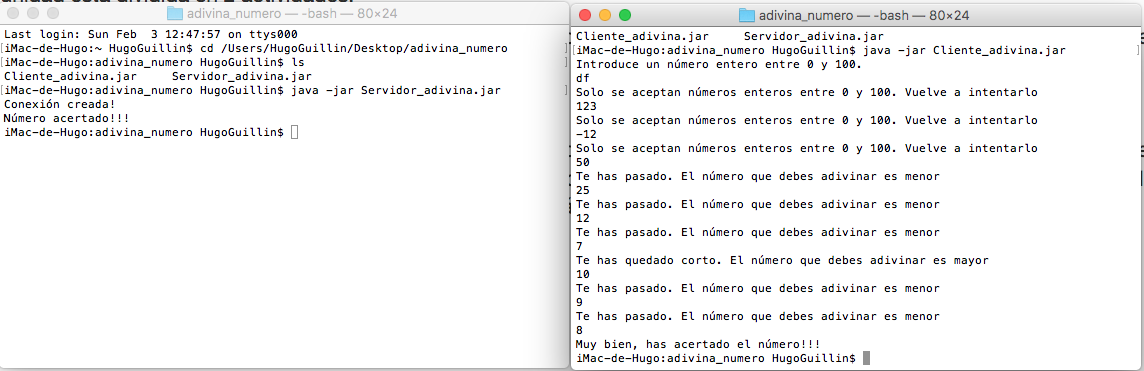 unidad está dividida en 2 actividades.
adivina_numero — -bash — 80×24
Last login: Sun Feb  3 12:47:57 on ttys000
[iMac-de-Hugo:~ HugoGuillin$ cd /Users/HugoGuillin/Desktop/adivina_numero ]
[iMac-de-Hugo:adivina_numero HugoGuillin$ ls ]
Cliente_adivina.jar     Servidor_adivina.jar
[iMac-de-Hugo:adivina_numero HugoGuillin$ java -jar Servidor_adivina.jar ]
Conexión creada!
Número acertado!!!
iMac-de-Hugo:adivina_numero HugoGuillin$
adivina_numero — -bash — 80×24
Cliente_adivina.jar     Servidor_adivina.jar
[iMac-de-Hugo:adivina_numero HugoGuillin$ java -jar Cliente_adivina.jar ]
Introduce un número entero entre 0 y 100.
df
Solo se aceptan números enteros entre 0 y 100. Vuelve a intentarlo
123
Solo se aceptan números enteros entre 0 y 100. Vuelve a intentarlo
-12
Solo se aceptan números enteros entre 0 y 100. Vuelve a intentarlo
50
Te has pasado. El número que debes adivinar es menor
25
Te has pasado. El número que debes adivinar es menor
12
Te has pasado. El número que debes adivinar es menor
7
Te has quedado corto. El número que debes adivinar es mayor
10
Te has pasado. El número que debes adivinar es menor
9
Te has pasado. El número que debes adivinar es menor
8
Muy bien, has acertado el número!!!
iMac-de-Hugo:adivina_numero HugoGuillin$